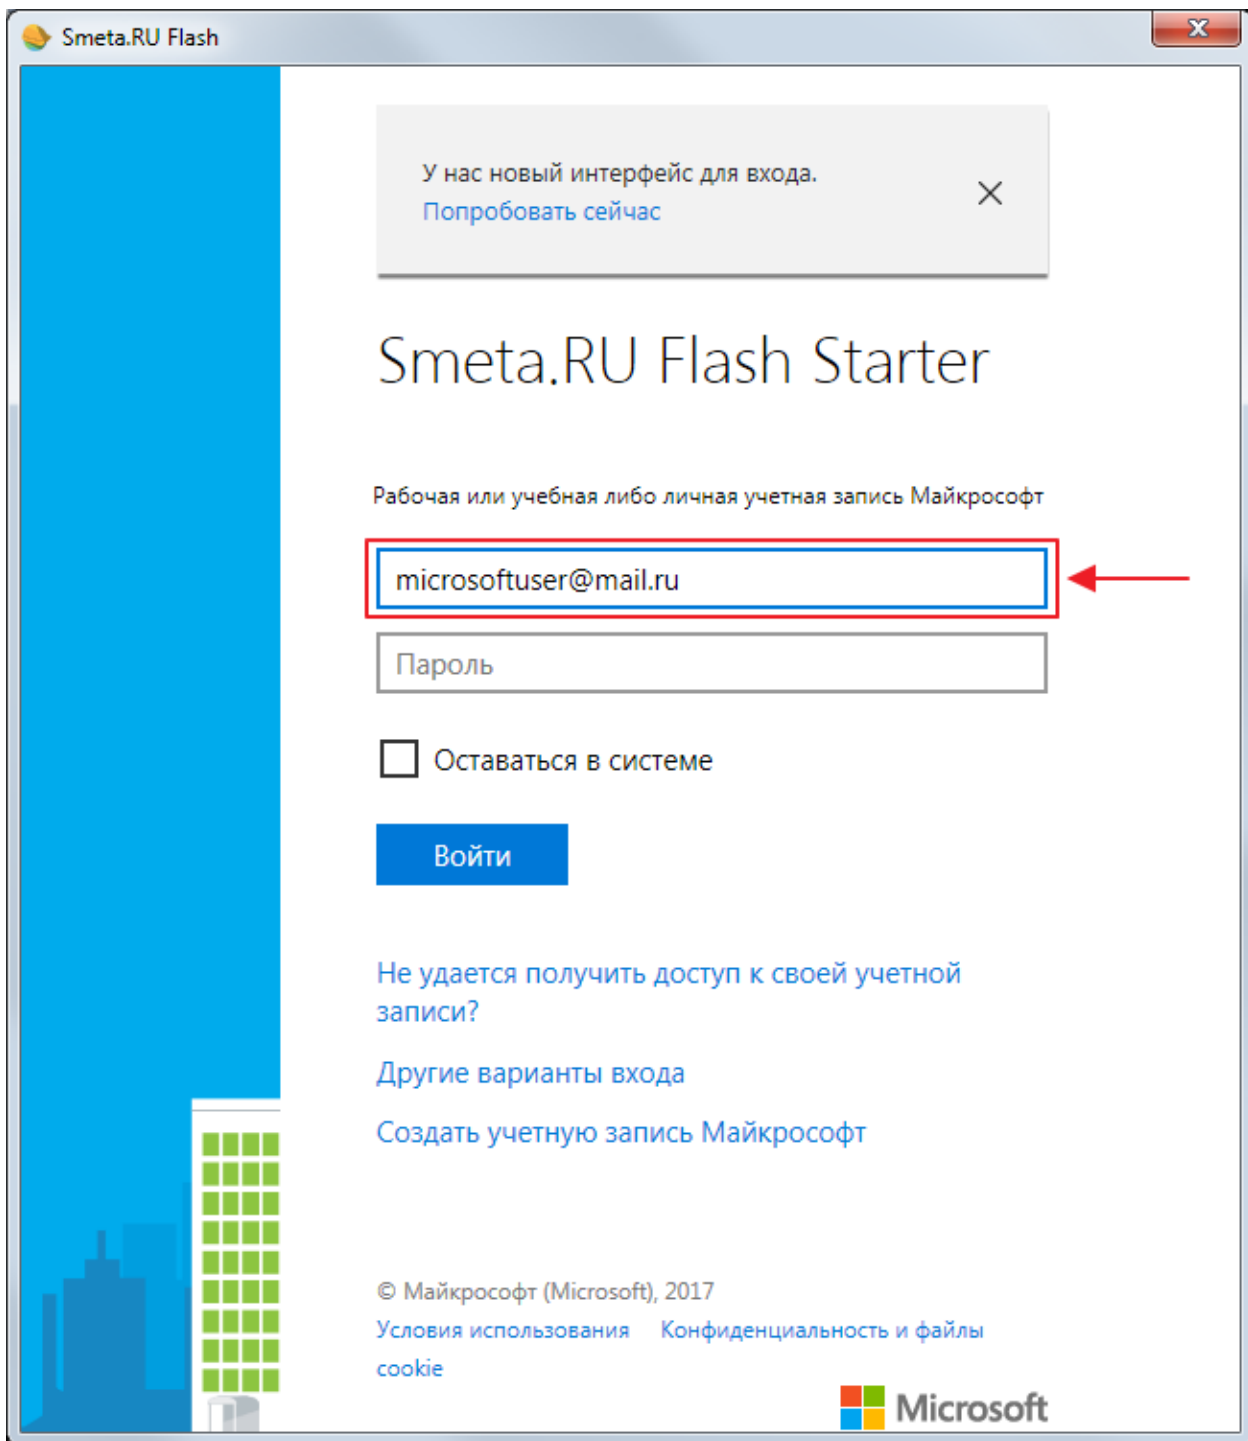 Smeta.RU Flash
У нас новый интерфейс для входа.
Попробовать сейчас
Smeta.RU Flash Starter
Рабочая или учебная либо личная учетная запись Майкрософт
microsoftuser@mail.ru
Пароль
Оставаться в системе
Войти
Не удается получить доступ к своей учетной
записи?
Другие варианты входа
Создать учетную запись Майкрософт
© Майкрософт (Microsoft), 2017
Условия использования Конфиденциальность и файлы
cookie
Microsoft